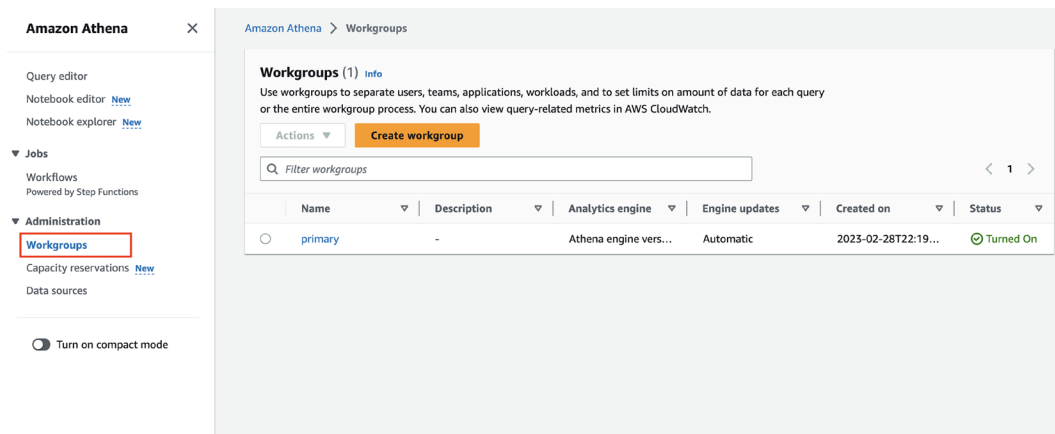 Amazon Athena
Query editor
Notebook editor New
Notebook explorer New
Jobs
Workflows
Powered by Step Functions
Administration
Workgroups
Capacity reservations New
Data sources
Turn on compact mode
Amazon Athena > Workgroups
Workgroups (1) Info
Use workgroups to separate users, teams, applications, workloads, and to set limits on amount of data for each query
or the entire workgroup process. You can also view query-related metrics in AWS CloudWatch.
Actions Create workgroup
Filter workgroups
1
Name Description Analytics engine Engine updates Created on Status
primary - Athena engine vers... Automatic 2023-02-28T22:19... Turned On